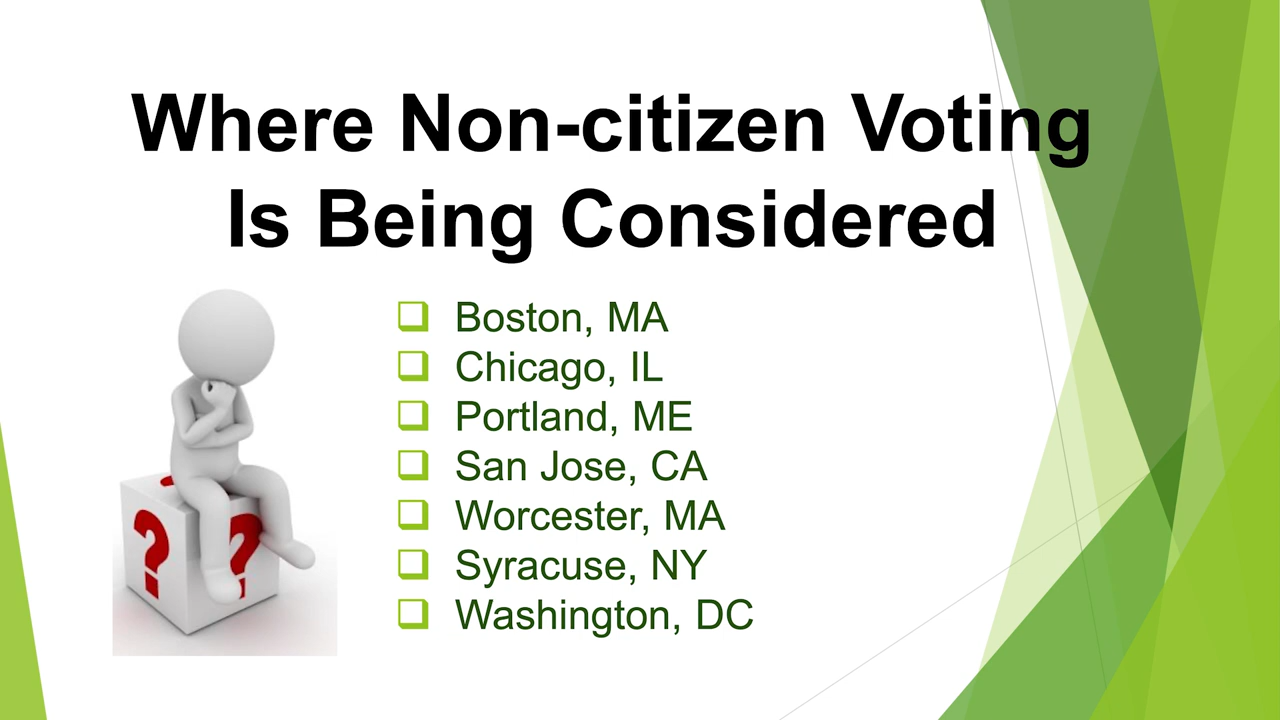 Where Non-citizen Voting
Is Being Considered
Boston, MA
Chicago, IL
Portland, ME
San Jose, CA
Worcester, MA
Syracuse, NY
Washington, DC
? ?